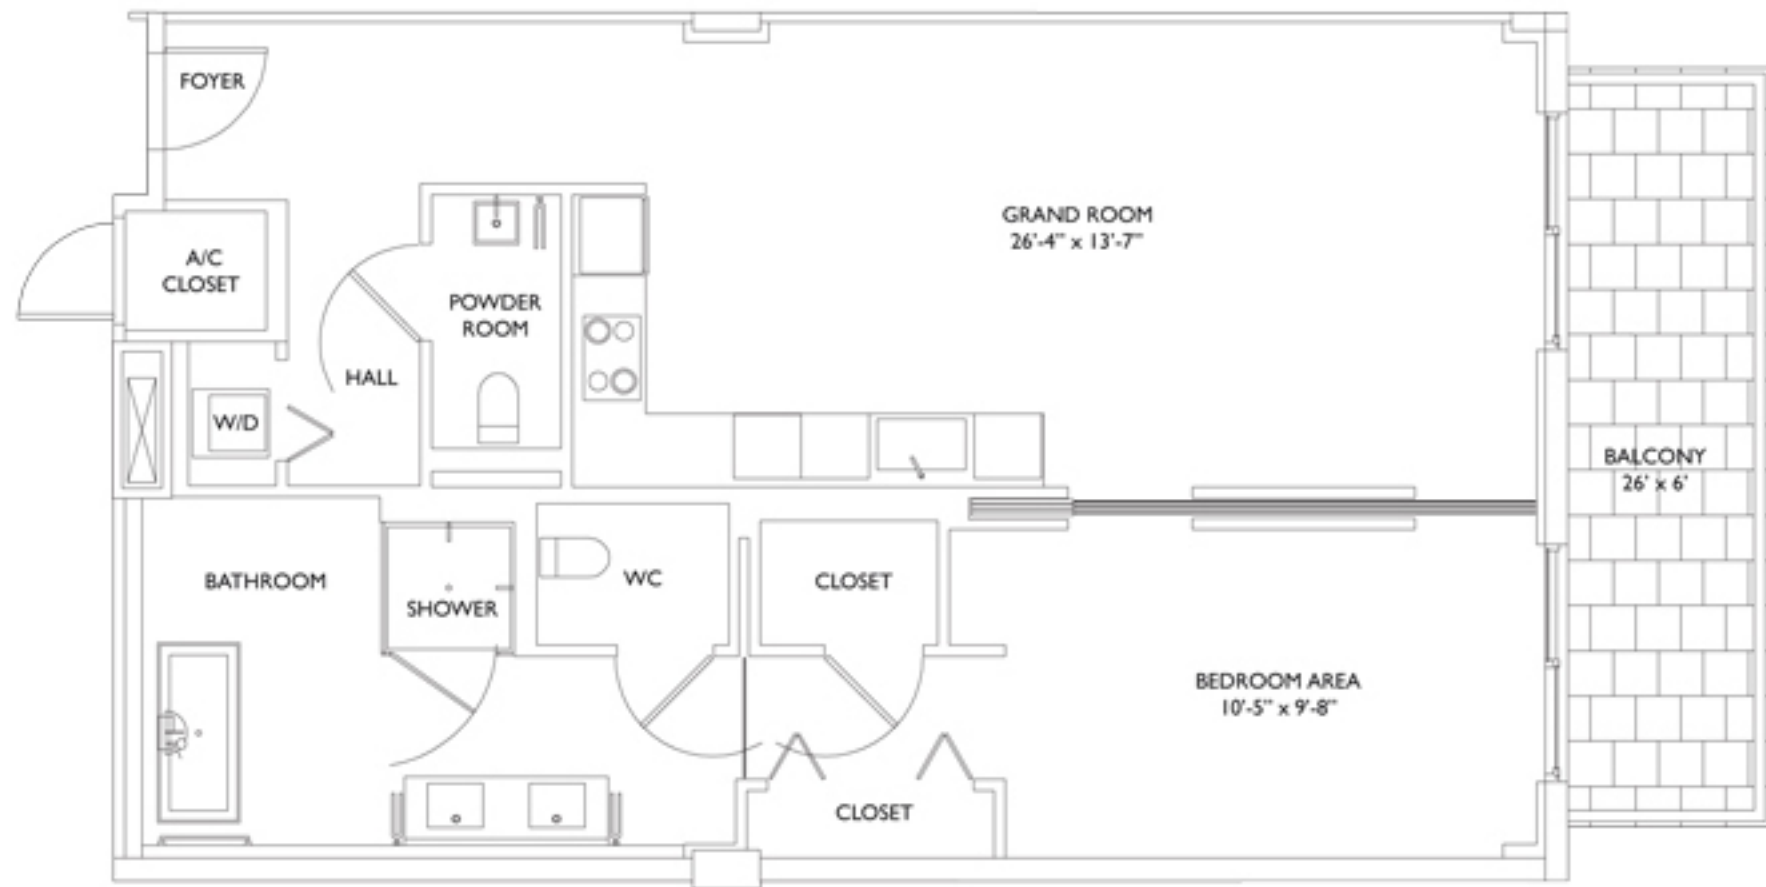 FOYER
GRAND ROOM
26'-4" x 13'-7"
A/C
CLOSET
POWDER
ROOM
HALL
W/D
BALCONY
26' x 6'
BATHROOM
SHOWER
WC
CLOSET
BEDROOM AREA
10'-5" x 9'-8"
CLOSET